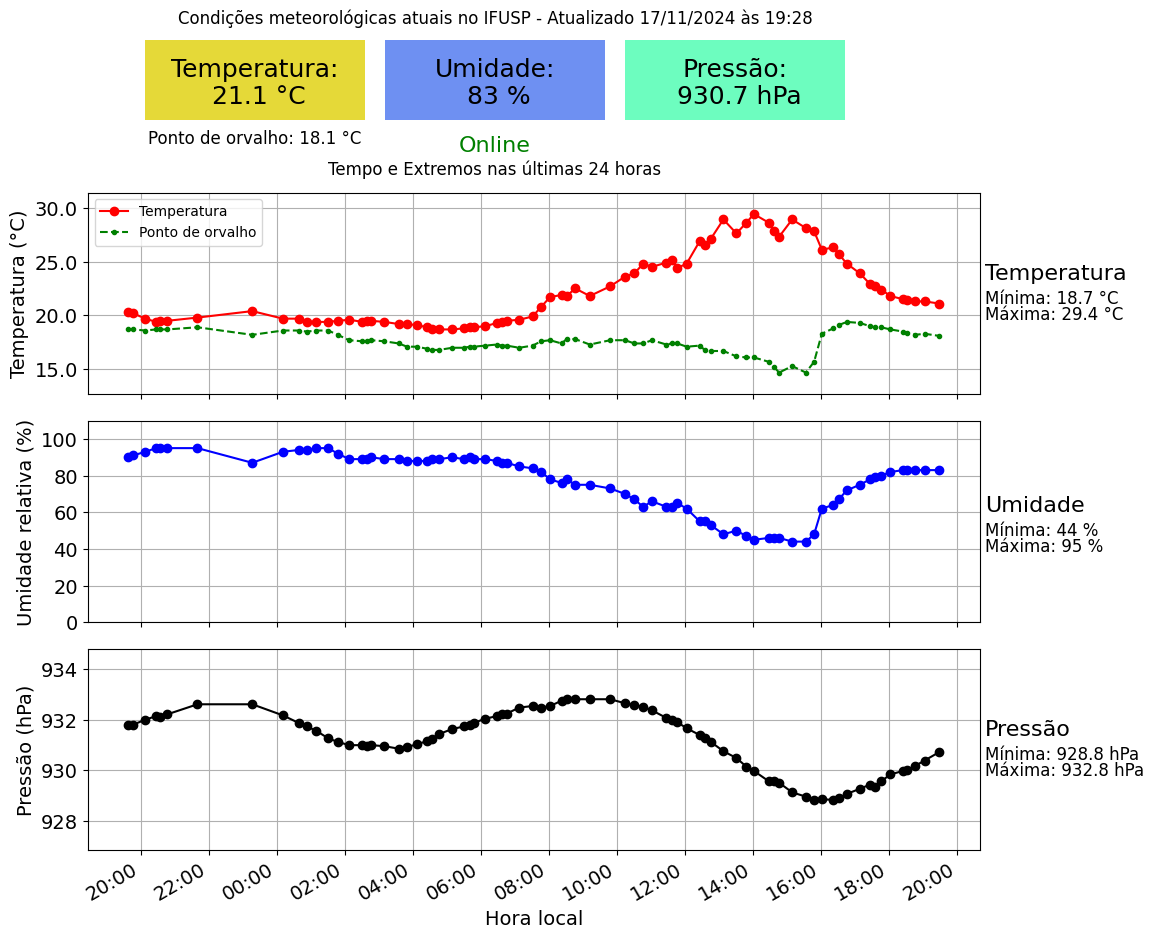 Condições meteorológicas atuais no IFUSP - Atualizado 17/11/2024 às 19:28
Temperatura:
21.1 °C
Umidade:
83 %
Pressão:
930.7 hPa
Ponto de orvalho: 18.1 °C
Online
Tempo e Extremos nas últimas 24 horas
Temperatura (°C)
30.0
25.0
20.0
15.0
Temperatura
Ponto de orvalho
Temperatura
Mínima: 18.7 °C
Máxima: 29.4 °C
Umidade relativa (%)
100
80
60
40
20
0
Umidade
Mínima: 44 %
Máxima: 95 %
Pressão (hPa)
934
932
930
928
Pressão
Mínima: 928.8 hPa
Máxima: 932.8 hPa
20:00 22:00 00:00 02:00 04:00 06:00 08:00 10:00 12:00 14:00 16:00 18:00 20:00
Hora local